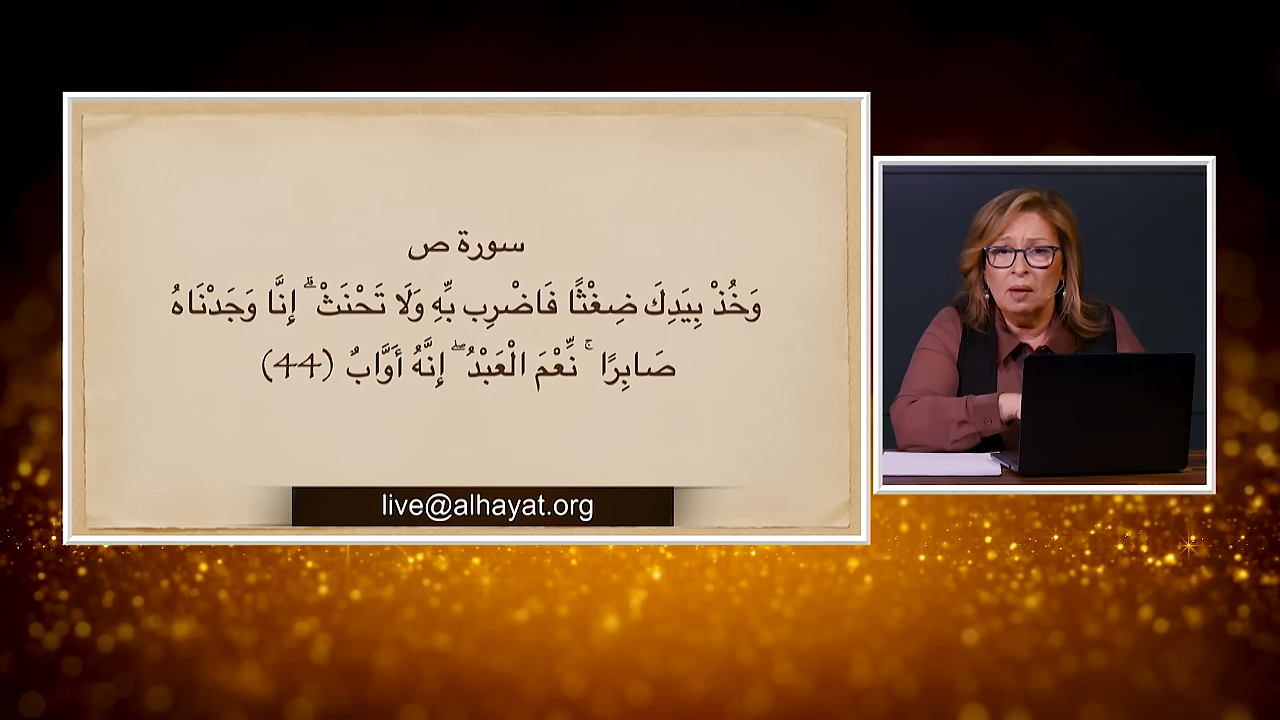 سورة ص
وَخُذْ بِيَدِكَ ضِغْثًا فَاضْرِب بِّهِ وَلَا تَحْنَثْ ۗ إِنَّا وَجَدْنَاهُ
صَابِرًا ۚ نِّعْمَ الْعَبْدُ ۖ إِنَّهُ أَوَّابٌ (44)
live@alhayat.org